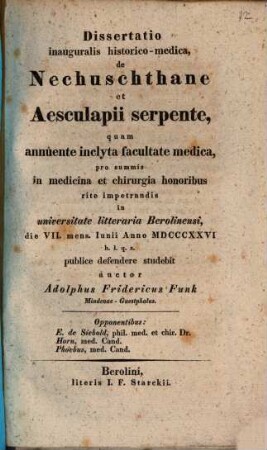 Dissertatio
inauguralis historico-medica,
de
Nechuschthane
et
Aesculapii serpente,
quam
annuente inclyta facultate medica,
pro summis
in medicina et chirurgia honoribus
rite impetrandis
in
universitate litteraria Berolinensi,
die VII. mens. Iunii Anno MDCCCXXVI
h. l. q. s.
publice defendere studebit
auctor
Adolphus Fridericus Funk
Mindensis-Guestphalus.
Opponentibus:
E. de Siebold, phil. med. et chir. Dr.
Horn, med. Cand.
Phoebus, med. Cand.
Berolini,
literis I. F. Starckii.